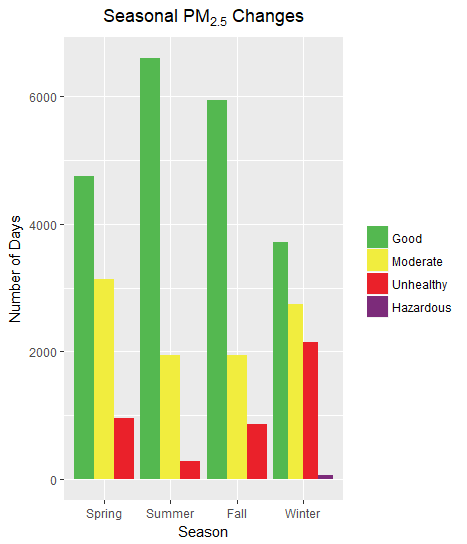 Seasonal PM2.5 Changes
6000
4000
2000
0
Number of Days
Spring Summer Fall Winter
Season
Good
Moderate
Unhealthy
Hazardous